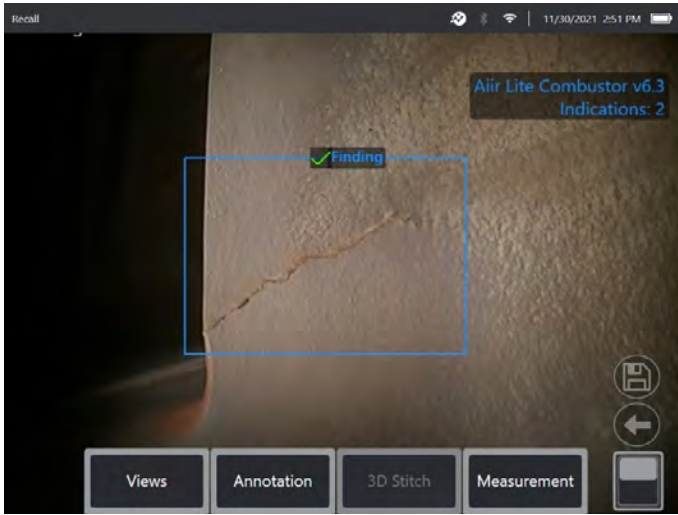 Recall
11/30/2021 2:51 PM
Aiir Lite Combustor v6.3
Indications: 2
Finding
Views
Annotation
3D Stitch
Measurement